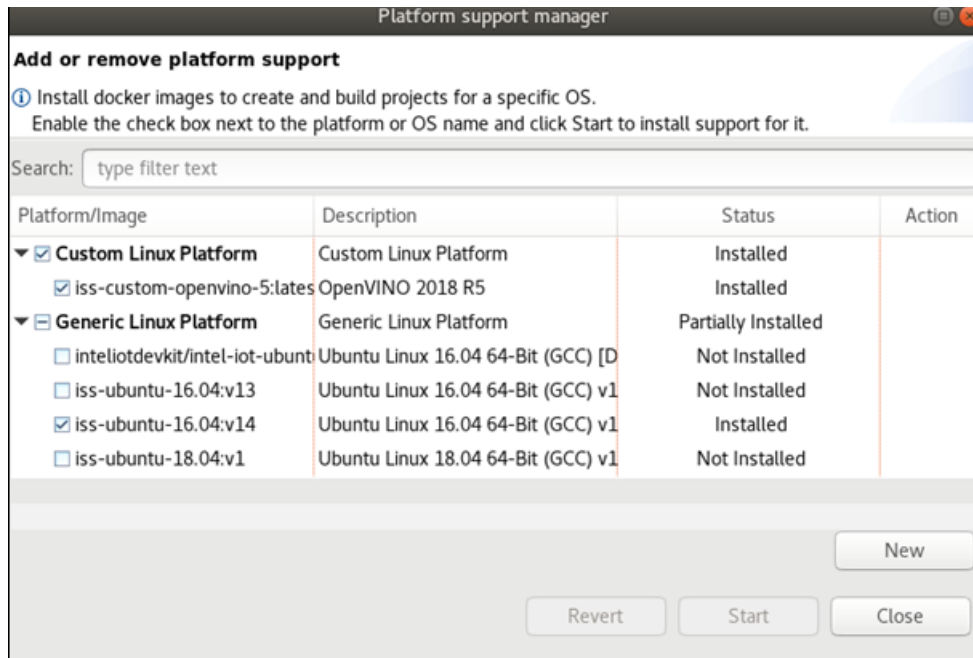 Platform support manager
Add or remove platform support
Install docker images to create and build projects for a specific OS.
Enable the check box next to the platform or OS name and click Start to install support for it.
Search: type filter text
Platform/Image Description Status Action
Custom Linux Platform Custom Linux Platform Installed
iss-custom-openvino-5:lates OpenVINO 2018 R5 Installed
Generic Linux Platform Generic Linux Platform Partially Installed
inteliotdevkit/intel-iot-ubunt Ubuntu Linux 16.04 64-Bit (GCC) [D Not Installed
iss-ubuntu-16.04:v13 Ubuntu Linux 16.04 64-Bit (GCC) v1 Not Installed
iss-ubuntu-16.04:v14 Ubuntu Linux 16.04 64-Bit (GCC) v1 Installed
iss-ubuntu-18.04:v1 Ubuntu Linux 18.04 64-Bit (GCC) v1 Not Installed
New
Revert Start Close